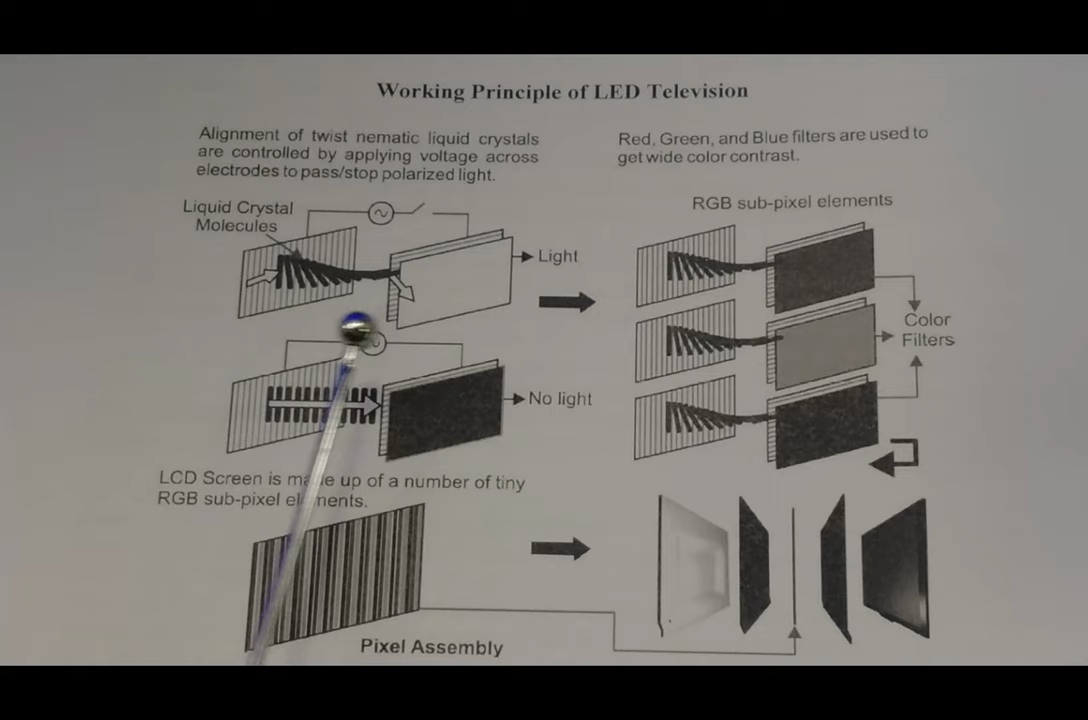 Working Principle of LED Television
Alignment of twist nematic liquid crystals
are controlled by applying voltage across
electrodes to pass/stop polarized light.
Red, Green, and Blue filters are used to
get wide color contrast.
Liquid Crystal
Molecules
Light
RGB sub-pixel elements
Color
Filters
No light
LCD Screen is made up of a number of tiny
RGB sub-pixel elements.
Pixel Assembly